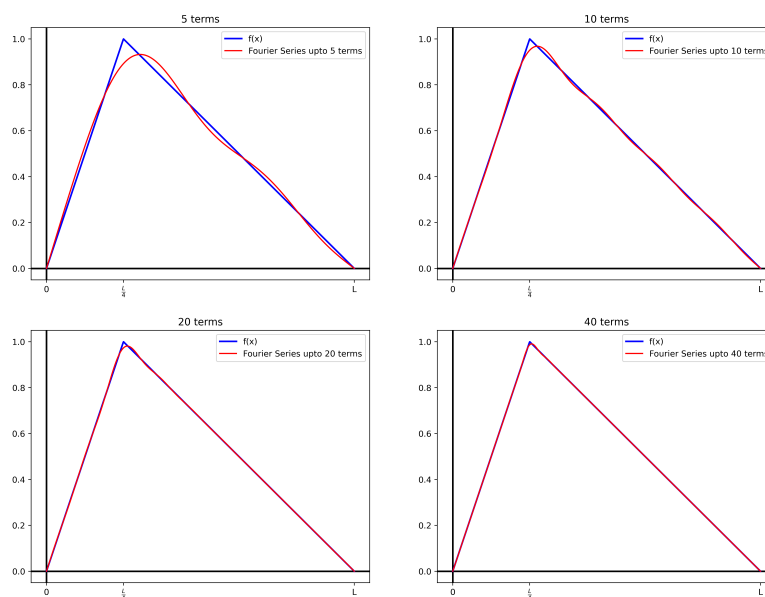 5 terms
1.0
0.8
0.6
0.4
0.2
0.0
f(x)
Fourier Series upto 5 terms
0
L/4
L
10 terms
1.0
0.8
0.6
0.4
0.2
0.0
f(x)
Fourier Series upto 10 terms
0
L/4
L
20 terms
1.0
0.8
0.6
0.4
0.2
0.0
f(x)
Fourier Series upto 20 terms
0
L
40 terms
1.0
0.8
0.6
0.4
0.2
0.0
f(x)
Fourier Series upto 40 terms
0
L